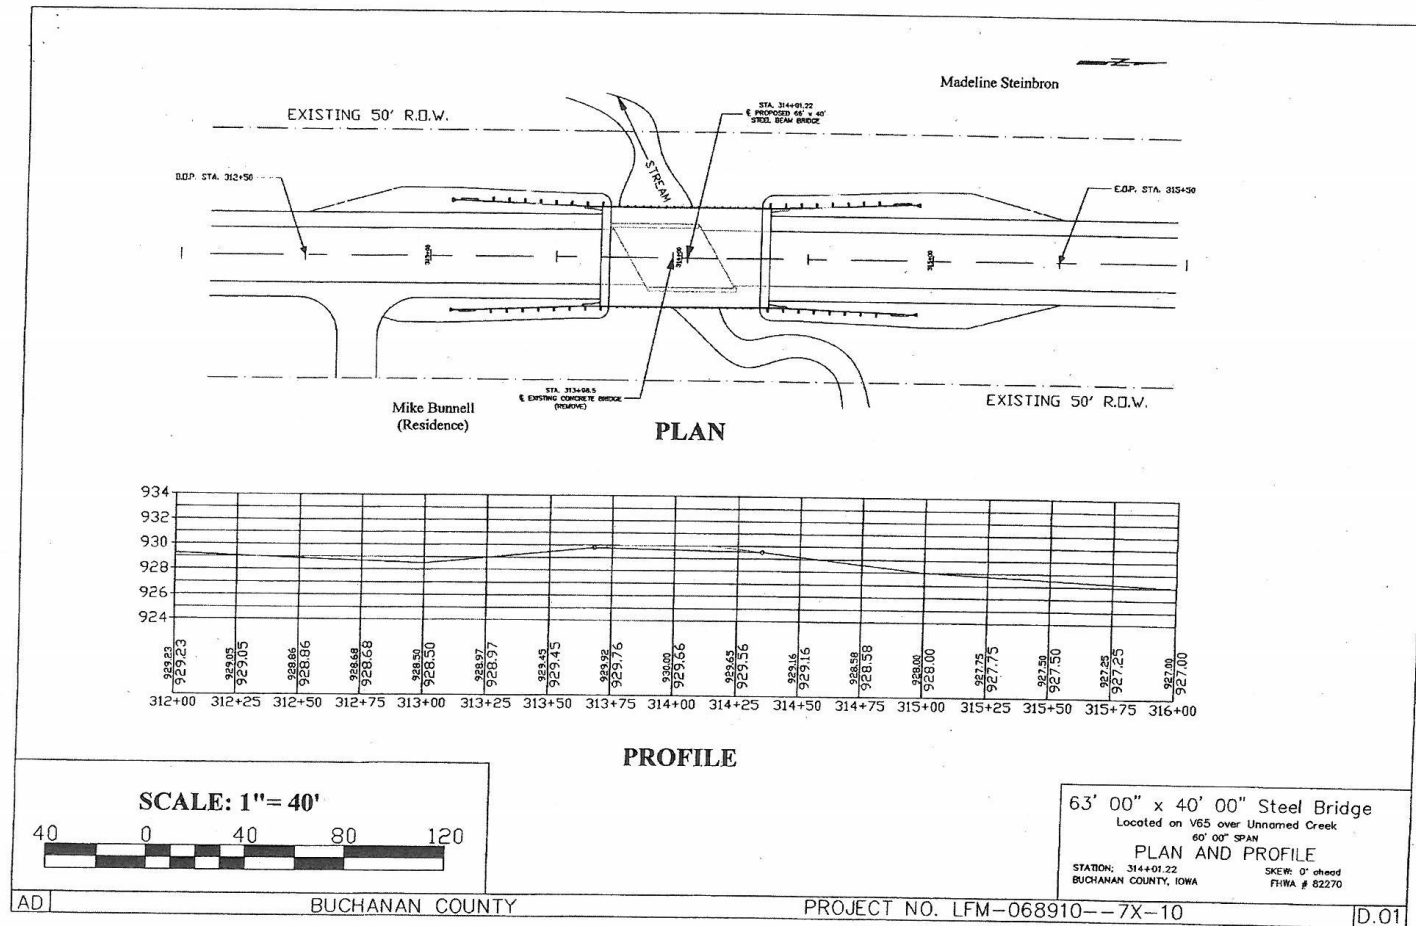 Madeline Steinbron
EXISTING 50' R.O.W.
STA. 314+01.22
℄ PROPOSED 66' x 40'
STEEL BEAM BRIDGE
STREAM
B.O.P. STA. 312+50
E.O.P. STA. 315+50
313+00
314+00
315+00
STA. 313+98.5
℄ EXISTING CONCRETE BRIDGE
(REMOVE)
Mike Bunnell
(Residence)
EXISTING 50' R.O.W.
PLAN
934
932
930
928
926
924
929.23 929.05 928.86 928.68 928.50 928.97 929.45 929.92 930.00 929.65 929.16 928.58 928.00 927.75 927.50 927.25 927.00
929.23 929.05 928.86 928.68 928.50 928.97 929.45 929.76 929.66 929.56 929.16 928.58 928.00 927.75 927.50 927.25 927.00
312+00 312+25 312+50 312+75 313+00 313+25 313+50 313+75 314+00 314+25 314+50 314+75 315+00 315+25 315+50 315+75 316+00
PROFILE
SCALE: 1"= 40'
40 0 40 80 120
63' 00" x 40' 00" Steel Bridge
Located on V65 over Unnamed Creek
60' 00" SPAN
PLAN AND PROFILE
STATION: 314+01.22 SKEW: 0° ahead
BUCHANAN COUNTY, IOWA FHWA # 82270
AD BUCHANAN COUNTY PROJECT NO. LFM-068910--7X-10 D.01